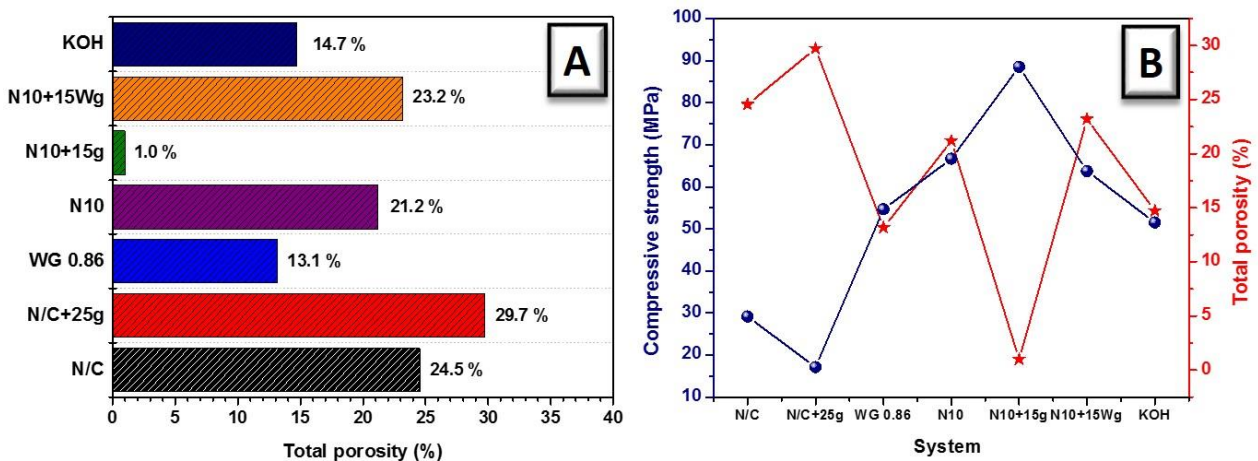 A
KOH
14.7 %
N10+15Wg
23.2 %
N10+15g
1.0 %
N10
21.2 %
WG 0.86
13.1 %
N/C+25g
29.7 %
N/C
24.5 %
0 5 10 15 20 25 30 35 40
Total porosity (%)
B
Compressive strength (MPa)
100
90
80
70
60
50
40
30
20
10
Total porosity (%)
30
25
20
15
10
5
0
N/C N/C+25g WG 0.86 N10 N10+15g N10+15Wg KOH
System